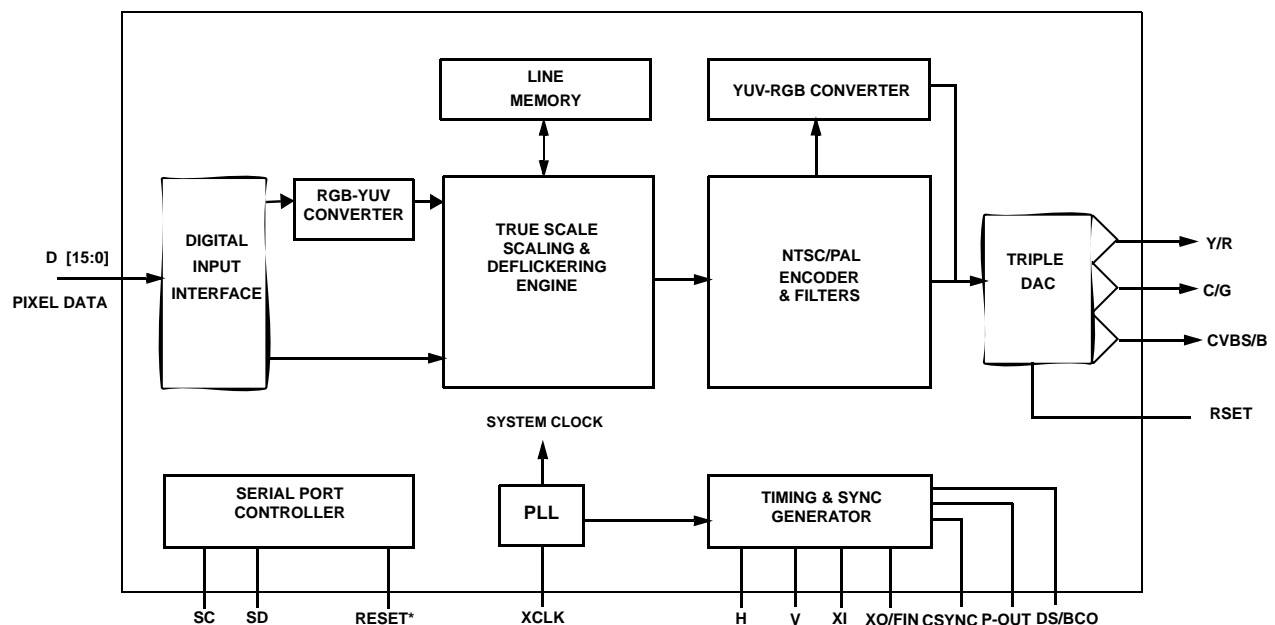 LINE
MEMORY
YUV-RGB CONVERTER
RGB-YUV
CONVERTER
TRUE SCALE
SCALING &
DEFLICKERING
ENGINE
DIGITAL
INPUT
INTERFACE
D [15:0]
PIXEL DATA
NTSC/PAL
ENCODER
& FILTERS
TRIPLE
DAC
Y/R
C/G
CVBS/B
RSET
SYSTEM CLOCK
SERIAL PORT
CONTROLLER
PLL
TIMING & SYNC
GENERATOR
SC
SD
RESET*
XCLK
H
V
XI
XO/FIN
CSYNC
P-OUT
DS/BCO